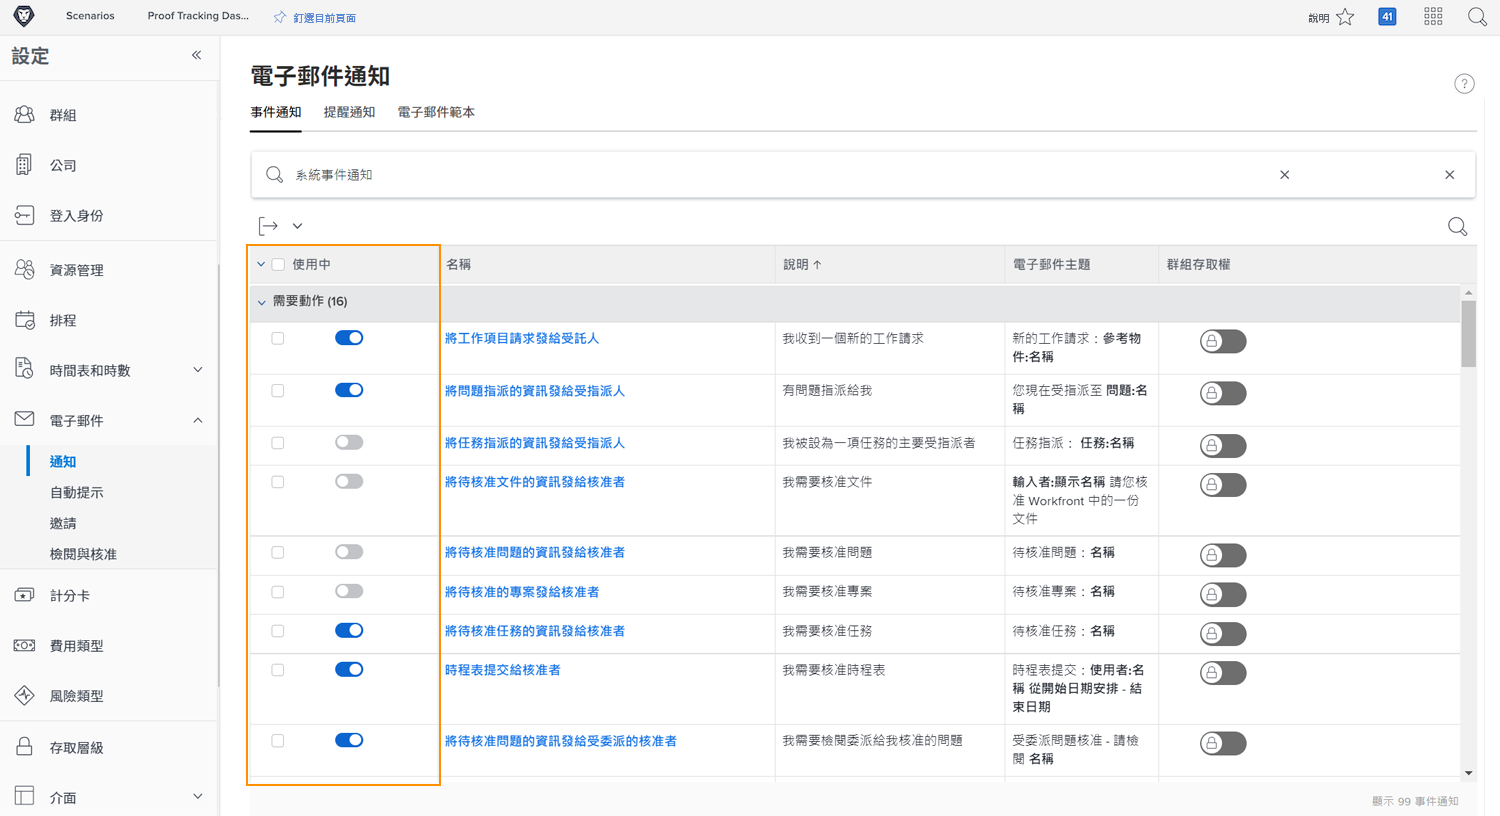 Scenarios
Proof Tracking Das...
釘選目前頁面
說明
41
設定
群組
公司
登入身份
資源管理
排程
時間表和時數
電子郵件
通知
自動提示
邀請
檢閱與核准
計分卡
費用類型
風險類型
存取層級
介面
電子郵件通知
事件通知
提醒通知
電子郵件範本
系統事件通知
使用中
名稱
說明
電子郵件主題
群組存取權
需要動作 (16)
將工作項目請求發給受託人
我收到一個新的工作請求
新的工作請求：參考物
件:名稱
將問題指派的資訊發給受指派人
有問題指派給我
您現在受指派至 問題:名
稱
將任務指派的資訊發給受指派人
我被設為一項任務的主要受指派者
任務指派： 任務:名稱
將待核准文件的資訊發給核准者
我需要核准文件
輸入者:顯示名稱 請您核
准 Workfront 中的一份
文件
將待核准問題的資訊發給核准者
我需要核准問題
待核准問題：名稱
將待核准的專案發給核准者
我需要核准專案
待核准專案：名稱
將待核准任務的資訊發給核准者
我需要核准任務
待核准任務：名稱
時程表提交給核准者
我需要核准時程表
時程表提交：使用者:名
稱 從開始日期安排 - 結
束日期
將待核准問題的資訊發給受委派的核准者
我需要檢閱委派給我核准的問題
受委派問題核准 - 請檢
閱 名稱
顯示 99 事件通知